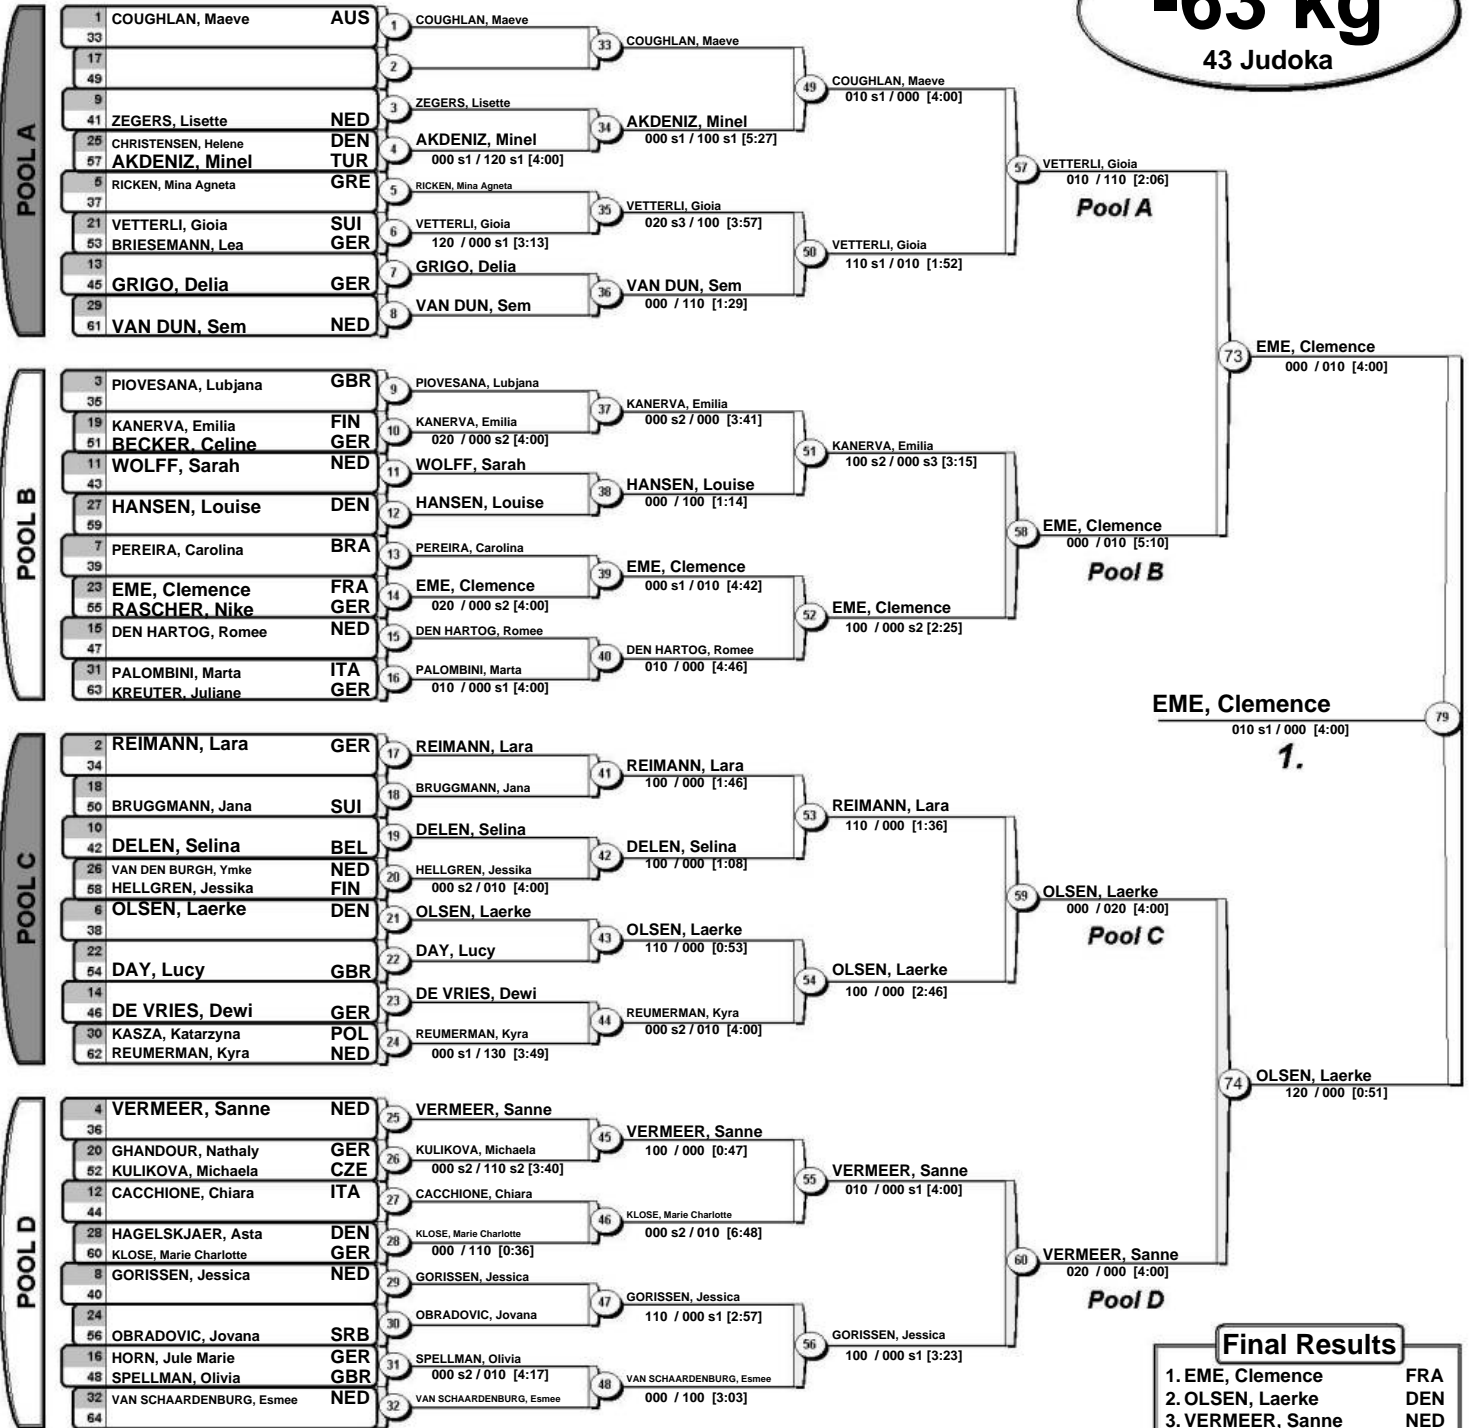 -63 kg
43 Judoka
POOL A
1 COUGHLAN, Maeve AUS
33
17
49
9
41 ZEGERS, Lisette NED
25 CHRISTENSEN, Helene DEN
57 AKDENIZ, Minel TUR
5 RICKEN, Mina Agneta GRE
37
21 VETTERLI, Gioia SUI
53 BRIESEMANN, Lea GER
13
45 GRIGO, Delia GER
29
61 VAN DUN, Sem NED
1 COUGHLAN, Maeve
2
3 ZEGERS, Lisette
4 AKDENIZ, Minel
000 s1 / 120 s1 [4:00]
5 RICKEN, Mina Agneta
6 VETTERLI, Gioia
120 / 000 s1 [3:13]
7 GRIGO, Delia
8 VAN DUN, Sem
33 COUGHLAN, Maeve
34 AKDENIZ, Minel
000 s1 / 100 s1 [5:27]
35 VETTERLI, Gioia
020 s3 / 100 [3:57]
36 VAN DUN, Sem
000 / 110 [1:29]
49 COUGHLAN, Maeve
010 s1 / 000 [4:00]
50 VETTERLI, Gioia
110 s1 / 010 [1:52]
57 VETTERLI, Gioia
010 / 110 [2:06]
Pool A
POOL B
3 PIOVESANA, Lubjana GBR
35
19 KANERVA, Emilia FIN
51 BECKER, Celine GER
11 WOLFF, Sarah NED
43
27 HANSEN, Louise DEN
59
7 PEREIRA, Carolina BRA
39
23 EME, Clemence FRA
55 RASCHER, Nike GER
15 DEN HARTOG, Romee NED
47
31 PALOMBINI, Marta ITA
63 KREUTER, Juliane GER
9 PIOVESANA, Lubjana
10 KANERVA, Emilia
020 / 000 s2 [4:00]
11 WOLFF, Sarah
12 HANSEN, Louise
13 PEREIRA, Carolina
14 EME, Clemence
020 / 000 s2 [4:00]
15 DEN HARTOG, Romee
16 PALOMBINI, Marta
010 / 000 s1 [4:00]
37 KANERVA, Emilia
000 s2 / 000 [3:41]
38 HANSEN, Louise
000 / 100 [1:14]
39 EME, Clemence
000 s1 / 010 [4:42]
40 DEN HARTOG, Romee
010 / 000 [4:46]
51 KANERVA, Emilia
100 s2 / 000 s3 [3:15]
52 EME, Clemence
100 / 000 s2 [2:25]
58 EME, Clemence
000 / 010 [5:10]
Pool B
73 EME, Clemence
000 / 010 [4:00]
EME, Clemence 79
010 s1 / 000 [4:00]
1.
POOL C
2 REIMANN, Lara GER
34
18
50 BRUGGMANN, Jana SUI
10
42 DELEN, Selina BEL
26 VAN DEN BURGH, Ymke NED
58 HELLGREN, Jessika FIN
6 OLSEN, Laerke DEN
38
22
54 DAY, Lucy GBR
14
46 DE VRIES, Dewi GER
30 KASZA, Katarzyna POL
62 REUMERMAN, Kyra NED
17 REIMANN, Lara
18 BRUGGMANN, Jana
19 DELEN, Selina
20 HELLGREN, Jessika
000 s2 / 010 [4:00]
21 OLSEN, Laerke
22 DAY, Lucy
23 DE VRIES, Dewi
24 REUMERMAN, Kyra
000 s1 / 130 [3:49]
41 REIMANN, Lara
100 / 000 [1:46]
42 DELEN, Selina
100 / 000 [1:08]
43 OLSEN, Laerke
110 / 000 [0:53]
44 REUMERMAN, Kyra
000 s2 / 010 [4:00]
53 REIMANN, Lara
110 / 000 [1:36]
54 OLSEN, Laerke
100 / 000 [2:46]
59 OLSEN, Laerke
000 / 020 [4:00]
Pool C
74 OLSEN, Laerke
120 / 000 [0:51]
POOL D
4 VERMEER, Sanne NED
36
20 GHANDOUR, Nathaly GER
52 KULIKOVA, Michaela CZE
12 CACCHIONE, Chiara ITA
44
28 HAGELSKJAER, Asta DEN
60 KLOSE, Marie Charlotte GER
8 GORISSEN, Jessica NED
40
24
56 OBRADOVIC, Jovana SRB
16 HORN, Jule Marie GER
48 SPELLMAN, Olivia GBR
32 VAN SCHAARDENBURG, Esmee NED
64
25 VERMEER, Sanne
26 KULIKOVA, Michaela
000 s2 / 110 s2 [3:40]
27 CACCHIONE, Chiara
28 KLOSE, Marie Charlotte
000 / 110 [0:36]
29 GORISSEN, Jessica
30 OBRADOVIC, Jovana
31 SPELLMAN, Olivia
000 s2 / 010 [4:17]
32 VAN SCHAARDENBURG, Esmee
45 VERMEER, Sanne
100 / 000 [0:47]
46 KLOSE, Marie Charlotte
000 s2 / 010 [6:48]
47 GORISSEN, Jessica
110 / 000 s1 [2:57]
48 VAN SCHAARDENBURG, Esmee
000 / 100 [3:03]
55 VERMEER, Sanne
010 / 000 s1 [4:00]
56 GORISSEN, Jessica
100 / 000 s1 [3:23]
60 VERMEER, Sanne
020 / 000 [4:00]
Pool D
Final Results
1. EME, Clemence FRA
2. OLSEN, Laerke DEN
3. VERMEER, Sanne NED